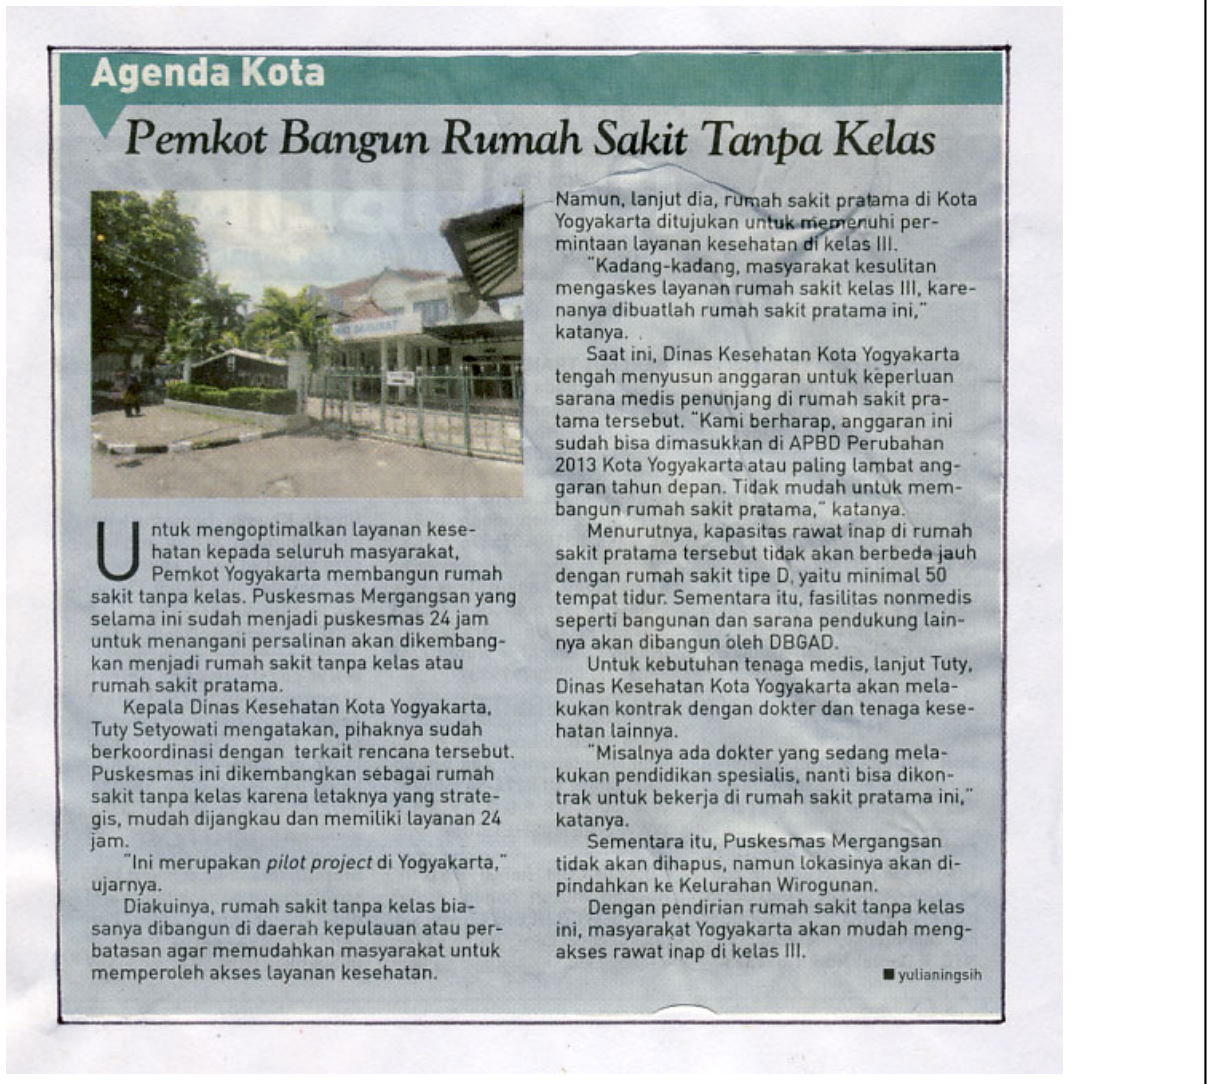 Agenda Kota
Pemkot Bangun Rumah Sakit Tanpa Kelas
Untuk mengoptimalkan layanan kese-
hatan kepada seluruh masyarakat,
Pemkot Yogyakarta membangun rumah
sakit tanpa kelas. Puskesmas Mergangsan yang
selama ini sudah menjadi puskesmas 24 jam
untuk menangani persalinan akan dikembang-
kan menjadi rumah sakit tanpa kelas atau
rumah sakit pratama.
Kepala Dinas Kesehatan Kota Yogyakarta,
Tuty Setyowati mengatakan, pihaknya sudah
berkoordinasi dengan terkait rencana tersebut.
Puskesmas ini dikembangkan sebagai rumah
sakit tanpa kelas karena letaknya yang strate-
gis, mudah dijangkau dan memiliki layanan 24
jam.
"Ini merupakan pilot project di Yogyakarta,"
ujarnya.
Diakuinya, rumah sakit tanpa kelas bia-
sanya dibangun di daerah kepulauan atau per-
batasan agar memudahkan masyarakat untuk
memperoleh akses layanan kesehatan.
Namun, lanjut dia, rumah sakit pratama di Kota
Yogyakarta ditujukan untuk memenuhi per-
mintaan layanan kesehatan di kelas III.
"Kadang-kadang, masyarakat kesulitan
mengaskes layanan rumah sakit kelas III, kare-
nanya dibuatlah rumah sakit pratama ini,"
katanya.
Saat ini, Dinas Kesehatan Kota Yogyakarta
tengah menyusun anggaran untuk keperluan
sarana medis penunjang di rumah sakit pra-
tama tersebut. "Kami berharap, anggaran ini
sudah bisa dimasukkan di APBD Perubahan
2013 Kota Yogyakarta atau paling lambat ang-
garan tahun depan. Tidak mudah untuk mem-
bangun rumah sakit pratama," katanya.
Menurutnya, kapasitas rawat inap di rumah
sakit pratama tersebut tidak akan berbeda jauh
dengan rumah sakit tipe D, yaitu minimal 50
tempat tidur. Sementara itu, fasilitas nonmedis
seperti bangunan dan sarana pendukung lain-
nya akan dibangun oleh DBGAD.
Untuk kebutuhan tenaga medis, lanjut Tuty,
Dinas Kesehatan Kota Yogyakarta akan mela-
kukan kontrak dengan dokter dan tenaga kese-
hatan lainnya.
"Misalnya ada dokter yang sedang mela-
kukan pendidikan spesialis, nanti bisa dikon-
trak untuk bekerja di rumah sakit pratama ini,"
katanya.
Sementara itu, Puskesmas Mergangsan
tidak akan dihapus, namun lokasinya akan di-
pindahkan ke Kelurahan Wirogunan.
Dengan pendirian rumah sakit tanpa kelas
ini, masyarakat Yogyakarta akan mudah meng-
akses rawat inap di kelas III.
■ yulianingsih